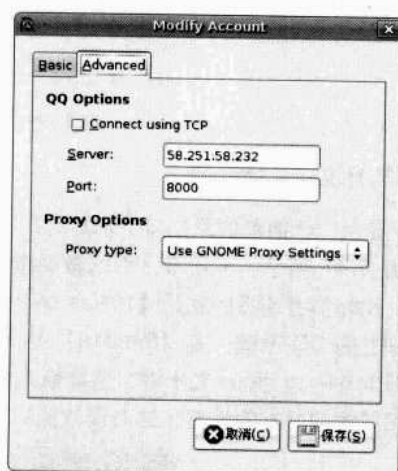 Modify Account
Basic Advanced
QQ Options
Connect using TCP
Server: 58.251.58.232
Port: 8000
Proxy Options
Proxy type: Use GNOME Proxy Settings
取消(C) 保存(S)